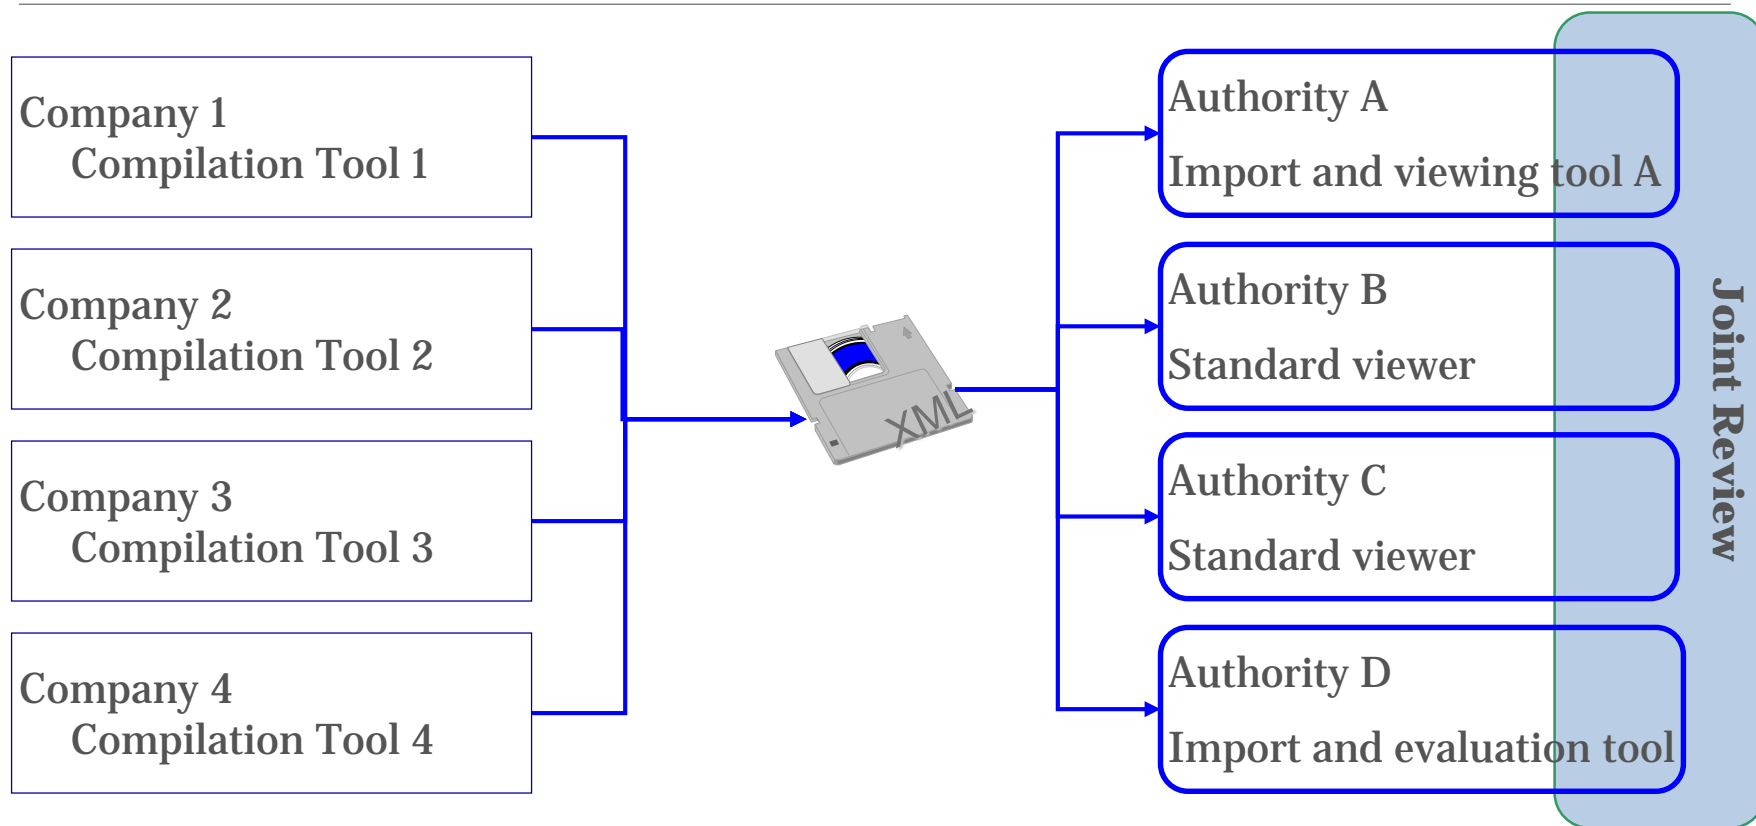 Company 1
Compilation Tool 1
Company 2
Compilation Tool 2
Company 3
Compilation Tool 3
Company 4
Compilation Tool 4
XML
Authority A
Import and viewing tool A
Authority B
Standard viewer
Authority C
Standard viewer
Authority D
Import and evaluation tool
Joint Review